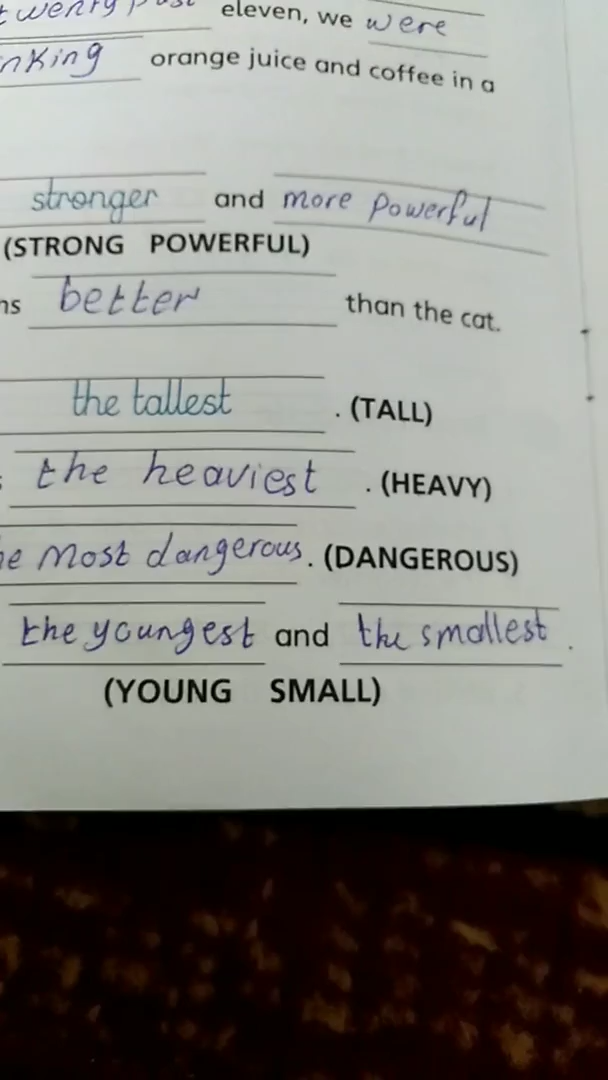 eleven, we were
orange juice and coffee in a
stronger and more powerful
(STRONG POWERFUL)
better than the cat.
the tallest . (TALL)
the heaviest . (HEAVY)
most dangerous. (DANGEROUS)
the youngest and the smallest .
(YOUNG SMALL)